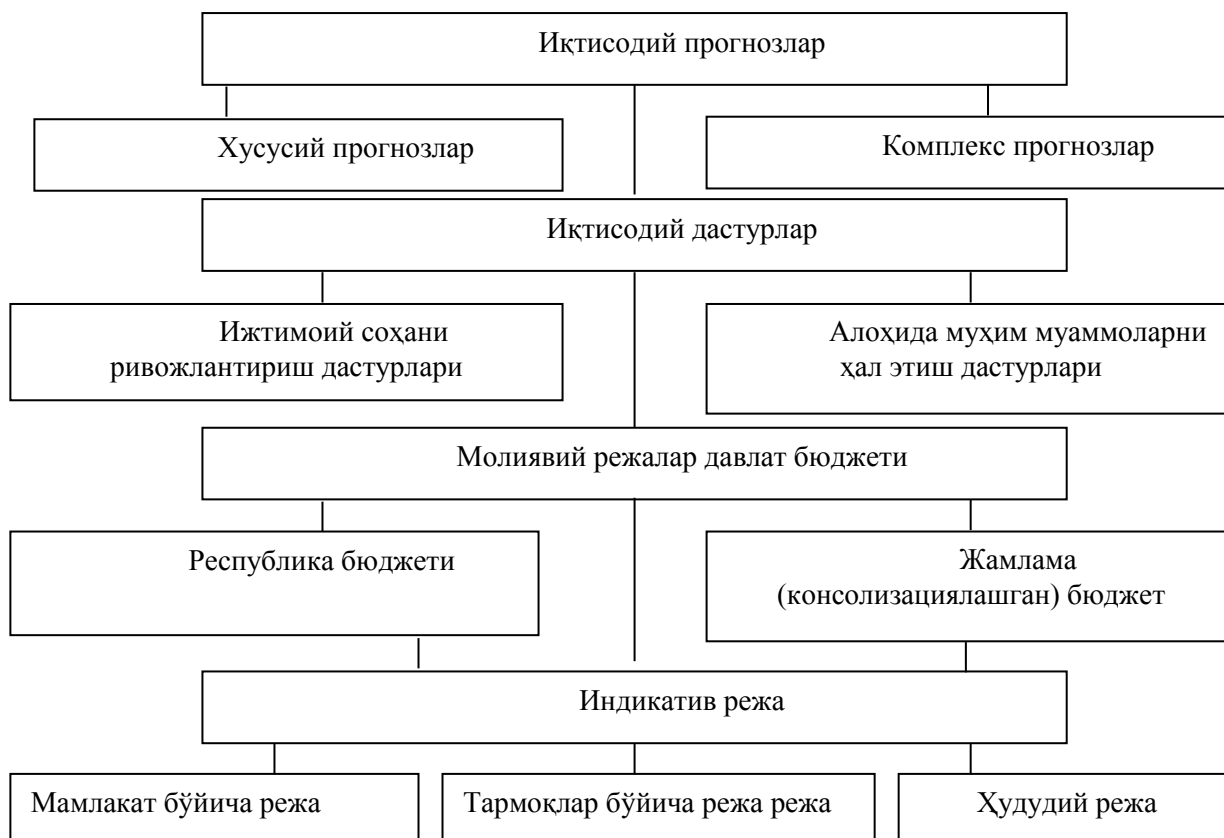 Иқтисодий прогнозлар
Хусусий прогнозлар
Комплекс прогнозлар
Иқтисодий дастурлар
Ижтимоий соҳани
ривожлантириш дастурлари
Алоҳида муҳим муаммоларни
ҳал этиш дастурлари
Молиявий режалар давлат бюджети
Республика бюджети
Жамлама
(консолизациялашган) бюджет
Индикатив режа
Мамлакат бўйича режа
Тармоқлар бўйича режа режа
Ҳудудий режа